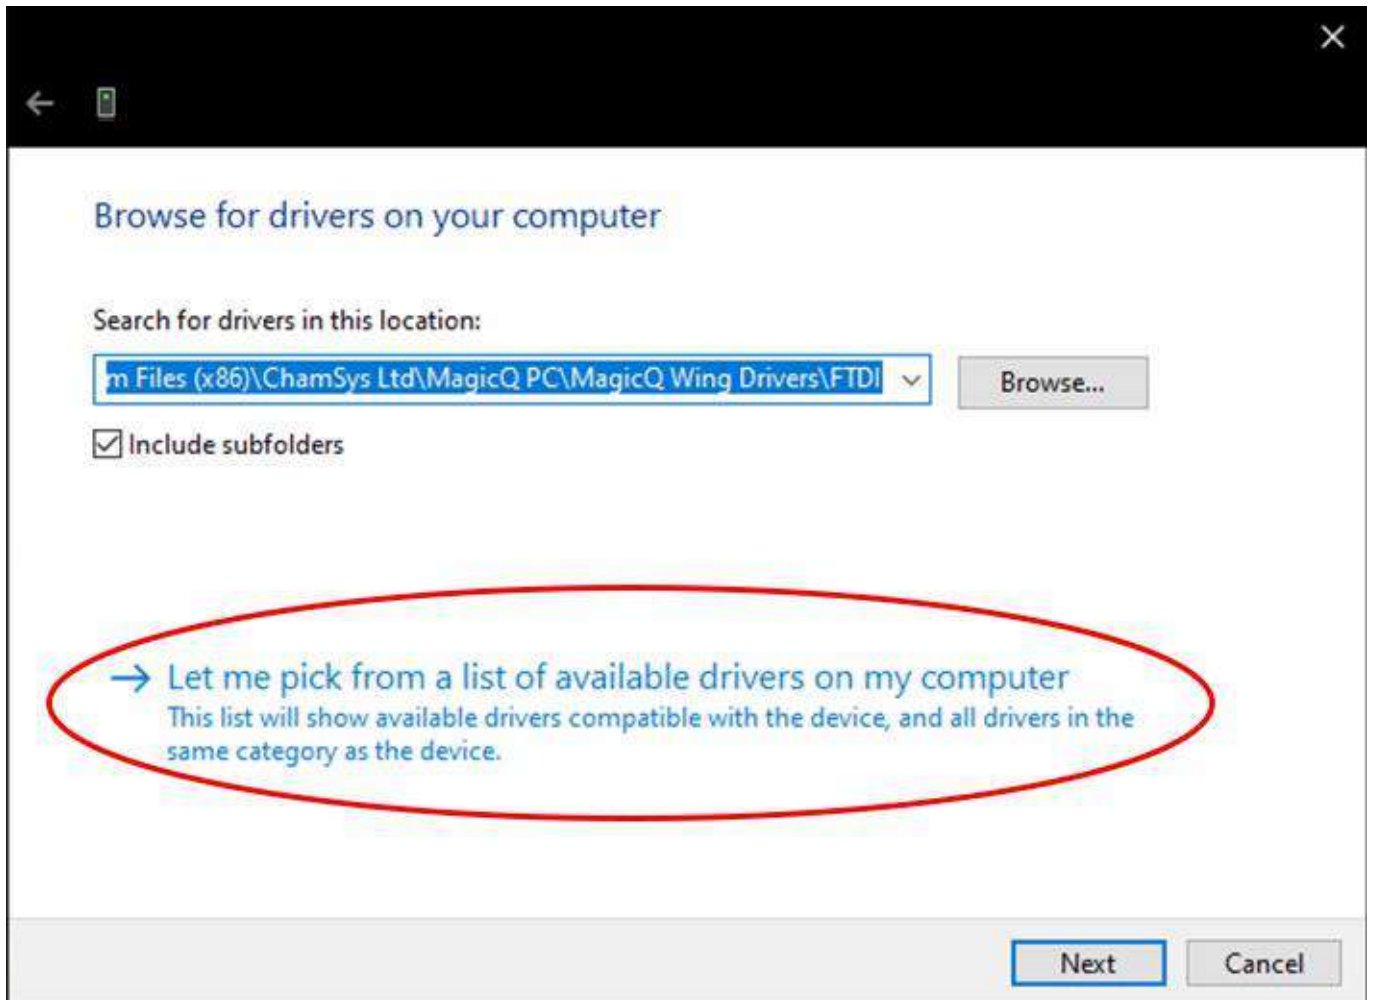 Browse for drivers on your computer
Search for drivers in this location:
m Files (x86)\ChamSys Ltd\MagicQ PC\MagicQ Wing Drivers\FTDI
Browse...
Include subfolders
Let me pick from a list of available drivers on my computer
This list will show available drivers compatible with the device, and all drivers in the
same category as the device.
Next
Cancel